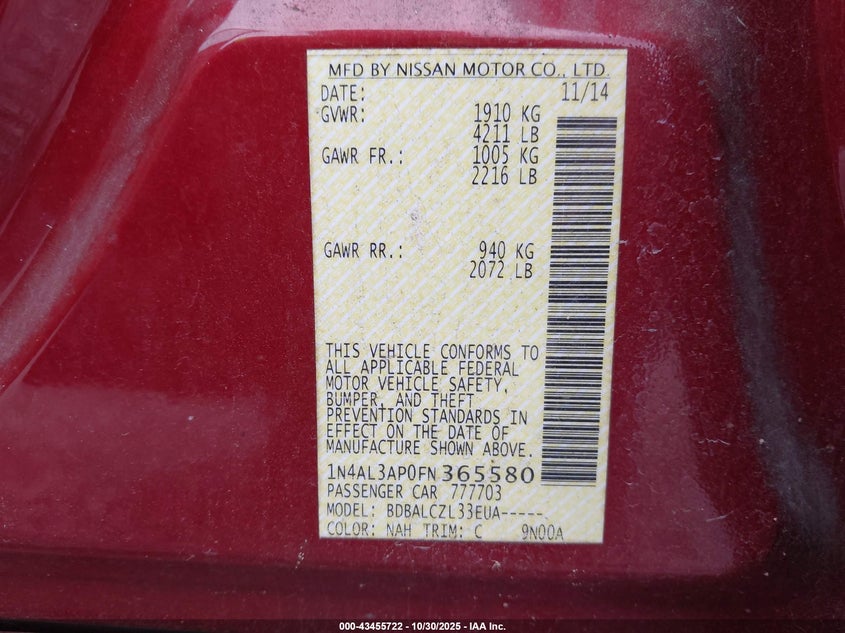 MFD BY NISSAN MOTOR CO., LTD.
DATE: 11/14
GVWR: 1910 KG
4211 LB
GAWR FR.: 1005 KG
2216 LB
GAWR RR.: 940 KG
2072 LB
THIS VEHICLE CONFORMS TO
ALL APPLICABLE FEDERAL
MOTOR VEHICLE SAFETY,
BUMPER, AND THEFT
PREVENTION STANDARDS IN
EFFECT ON THE DATE OF
MANUFACTURE SHOWN ABOVE.
1N4AL3AP0FN365580
PASSENGER CAR 777703
MODEL: BDBALCZL33EUA-----
COLOR: NAH TRIM: C 9N00A
000-43455722 - 10/30/2025 - IAA Inc.